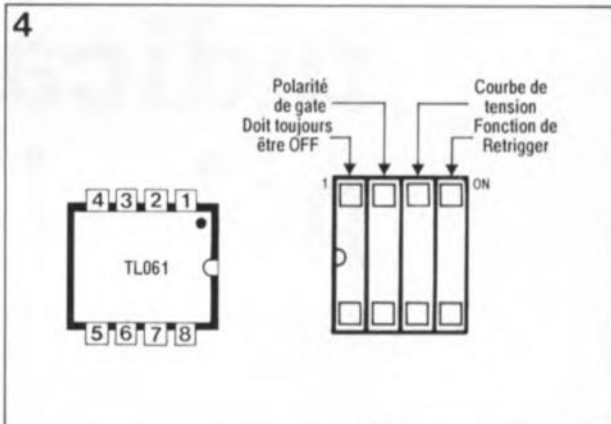 4
Polarité
de gate
Doit toujours
être OFF
Courbe de
tension
Fonction de
Retrigger
1
ON
4 3 2 1
TL061
5 6 7 8